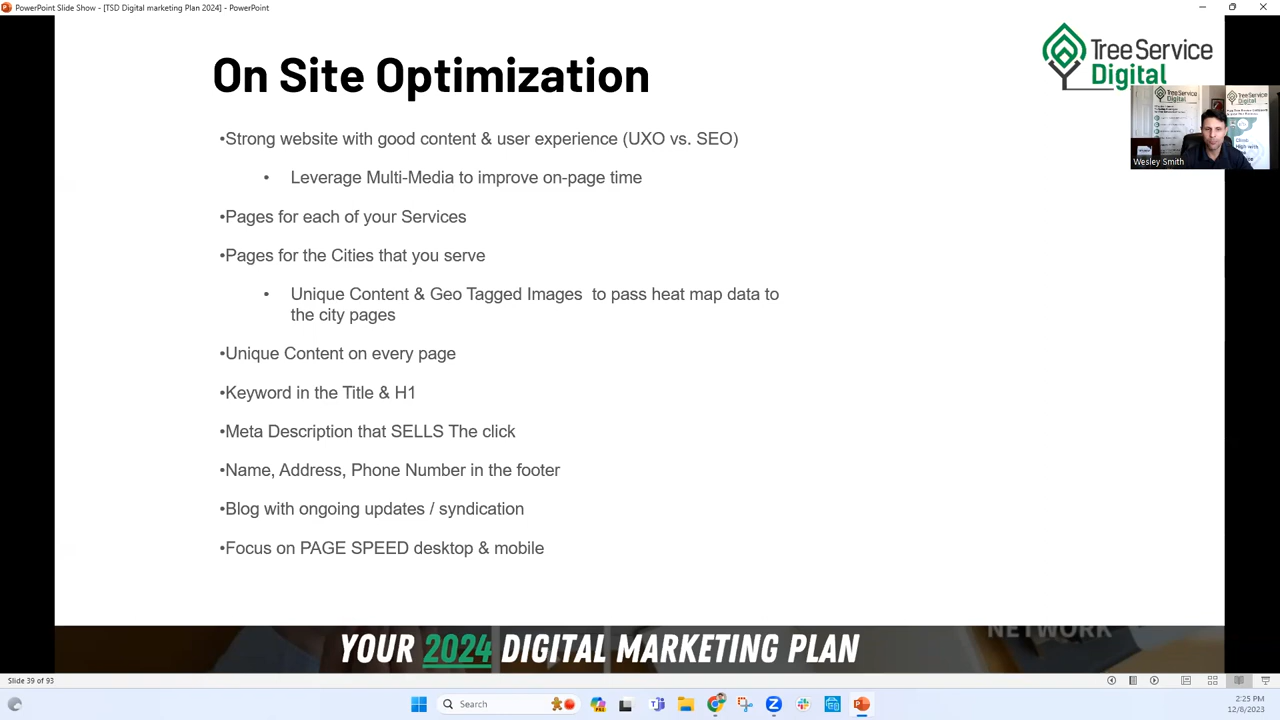 PowerPoint Slide Show - [TSD Digital marketing Plan 2024] - PowerPoint
On Site Optimization
Tree Service
Digital
Wesley Smith
•Strong website with good content & user experience (UXO vs. SEO)
• Leverage Multi-Media to improve on-page time
•Pages for each of your Services
•Pages for the Cities that you serve
• Unique Content & Geo Tagged Images to pass heat map data to
the city pages
•Unique Content on every page
•Keyword in the Title & H1
•Meta Description that SELLS The click
•Name, Address, Phone Number in the footer
•Blog with ongoing updates / syndication
•Focus on PAGE SPEED desktop & mobile
NETWORK
YOUR 2024 DIGITAL MARKETING PLAN
Slide 39 of 93
Search
2:25 PM
12/8/2023